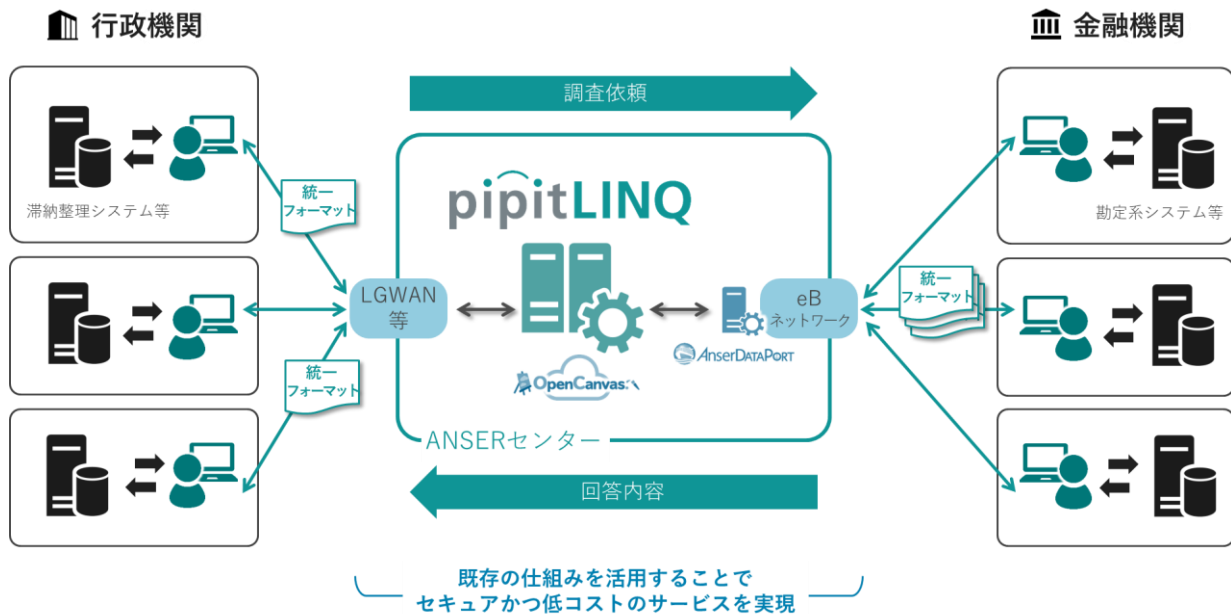 行政機関
金融機関
調査依頼
pipitLINQ
統一
フォーマット
滞納整理システム等
勘定系システム等
LGWAN
等
eB
ネットワーク
統一
フォーマット
AnserDataPort
統一
フォーマット
OpenCanvas
ANSERセンター
回答内容
既存の仕組みを活用することで
セキュアかつ低コストのサービスを実現